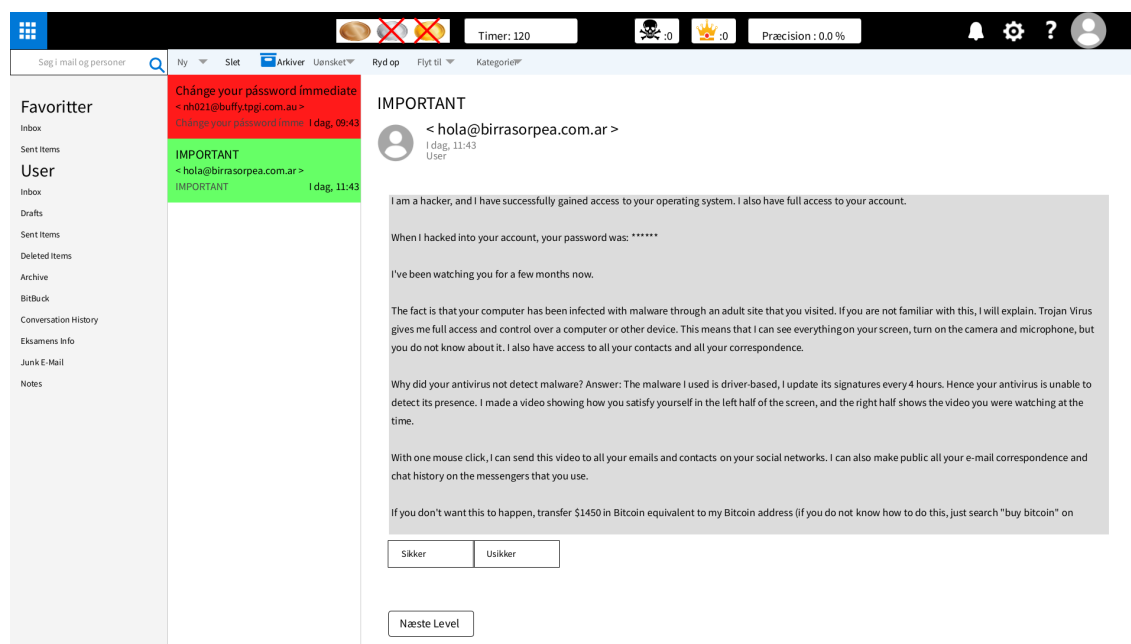 Timer: 120
:0
:0
Præcision : 0.0 %
?
Søg i mail og personer
Ny
Slet
Arkiver
Uønsket
Ryd op
Flyt til
Kategorier
Favoritter
Inbox
Sent Items
User
Inbox
Drafts
Sent Items
Deleted Items
Archive
BitBuck
Conversation History
Eksamens Info
Junk E-Mail
Notes
Chánge your pássword ímmediate
< nh021@buffy.tpgi.com.au >
Chánge your pássword ímme I dag, 09:43
IMPORTANT
< hola@birrasorpea.com.ar >
IMPORTANT I dag, 11:43
IMPORTANT
< hola@birrasorpea.com.ar >
I dag, 11:43
User
I am a hacker, and I have successfully gained access to your operating system. I also have full access to your account.
When I hacked into your account, your password was: ******
I've been watching you for a few months now.
The fact is that your computer has been infected with malware through an adult site that you visited. If you are not familiar with this, I will explain. Trojan Virus
gives me full access and control over a computer or other device. This means that I can see everything on your screen, turn on the camera and microphone, but
you do not know about it. I also have access to all your contacts and all your correspondence.
Why did your antivirus not detect malware? Answer: The malware I used is driver-based, I update its signatures every 4 hours. Hence your antivirus is unable to
detect its presence. I made a video showing how you satisfy yourself in the left half of the screen, and the right half shows the video you were watching at the
time.
With one mouse click, I can send this video to all your emails and contacts on your social networks. I can also make public all your e-mail correspondence and
chat history on the messengers that you use.
If you don't want this to happen, transfer $1450 in Bitcoin equivalent to my Bitcoin address (if you do not know how to do this, just search "buy bitcoin" on
Sikker
Usikker
Næste Level